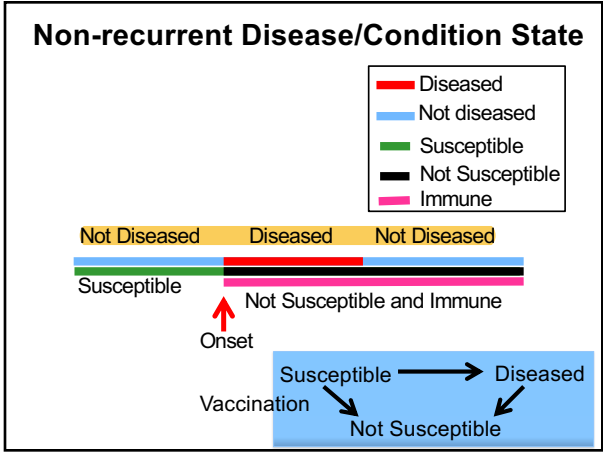 Non-recurrent Disease/Condition State
Diseased
Not diseased
Susceptible
Not Susceptible
Immune
Not Diseased Diseased Not Diseased
Susceptible
Not Susceptible and Immune
Onset
Susceptible Diseased
Vaccination
Not Susceptible